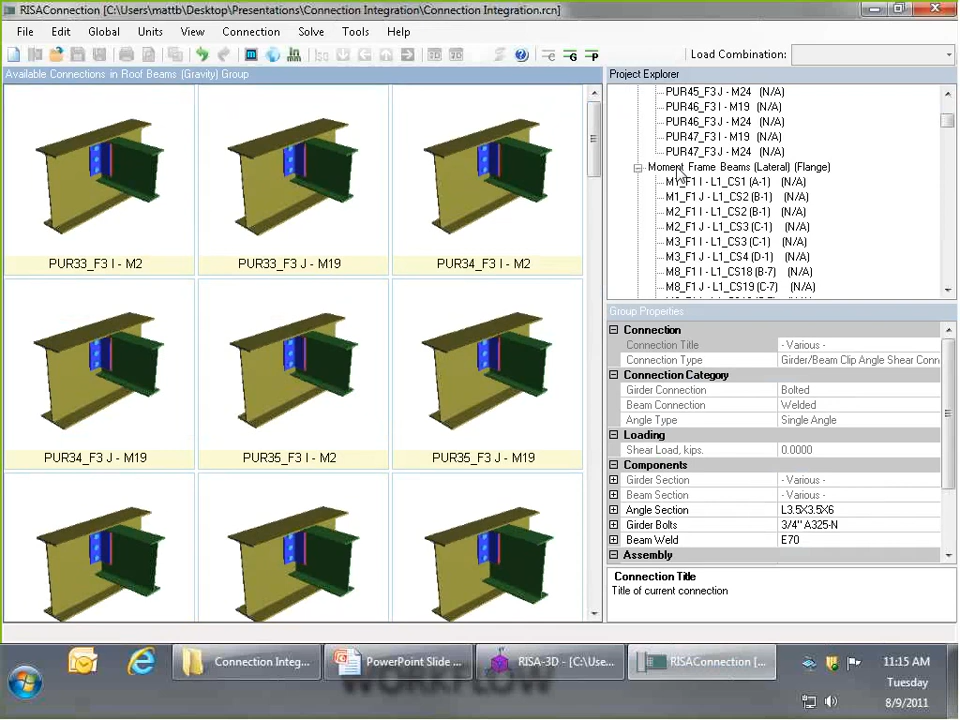 RISAConnection [C:\Users\mattb\Desktop\Presentations\Connection Integration\Connection Integration.rcn]
File Edit Global Units View Connection Solve Tools Help
Load Combination:
Available Connections in Roof Beams (Gravity) Group
PUR33_F3 I - M2
PUR33_F3 J - M19
PUR34_F3 I - M2
PUR34_F3 J - M19
PUR35_F3 I - M2
PUR35_F3 J - M19
Project Explorer
PUR45_F3 J - M24 (N/A)
PUR46_F3 I - M19 (N/A)
PUR46_F3 J - M24 (N/A)
PUR47_F3 I - M19 (N/A)
PUR47_F3 J - M24 (N/A)
Moment Frame Beams (Lateral) (Flange)
M1_F1 I - L1_CS1 (A-1) (N/A)
M1_F1 J - L1_CS2 (B-1) (N/A)
M2_F1 I - L1_CS2 (B-1) (N/A)
M2_F1 J - L1_CS3 (C-1) (N/A)
M3_F1 I - L1_CS3 (C-1) (N/A)
M3_F1 J - L1_CS4 (D-1) (N/A)
M8_F1 I - L1_CS18 (B-7) (N/A)
M8_F1 J - L1_CS19 (C-7) (N/A)
Group Properties
Connection
Connection Title - Various -
Connection Type Girder/Beam Clip Angle Shear Conn
Connection Category
Girder Connection Bolted
Beam Connection Welded
Angle Type Single Angle
Loading
Shear Load, kips. 0.0000
Components
Girder Section - Various -
Beam Section - Various -
Angle Section L3.5X3.5X6
Girder Bolts 3/4" A325-N
Beam Weld E70
Assembly
Connection Title
Title of current connection
Connection Integ...
PowerPoint Slide ...
RISA-3D - [C:\Use...
RISAConnection [...
WORKFLOW
11:15 AM
Tuesday
8/9/2011